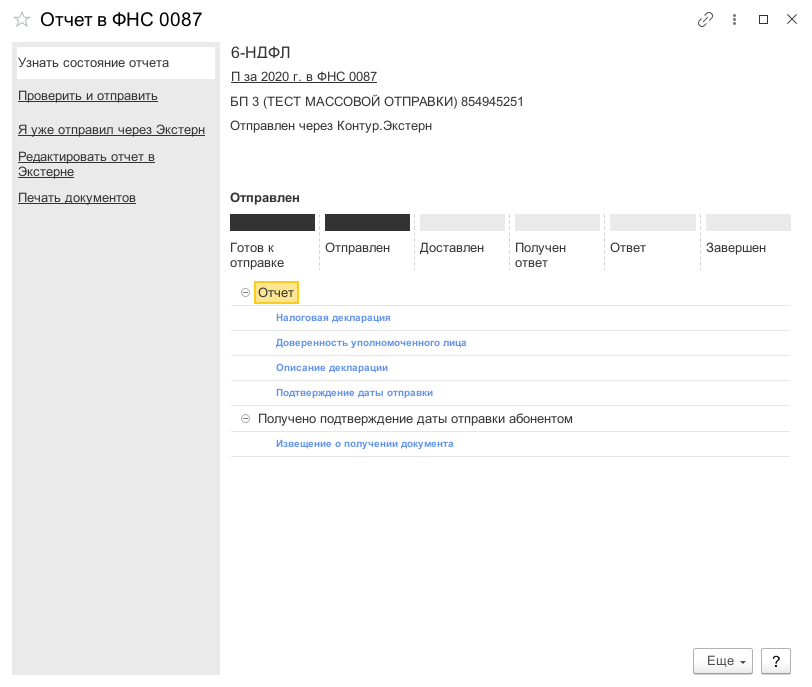 Отчет в ФНС 0087
Узнать состояние отчета
Проверить и отправить
Я уже отправил через Экстерн
Редактировать отчет в
Экстерне
Печать документов
6-НДФЛ
П за 2020 г. в ФНС 0087
БП 3 (ТЕСТ МАССОВОЙ ОТПРАВКИ) 854945251
Отправлен через Контур.Экстерн
Отправлен
Готов к
отправке
Отправлен
Доставлен
Получен
ответ
Ответ
Завершен
Отчет
Налоговая декларация
Доверенность уполномоченного лица
Описание декларации
Подтверждение даты отправки
Получено подтверждение даты отправки абонентом
Извещение о получении документа
Еще
?